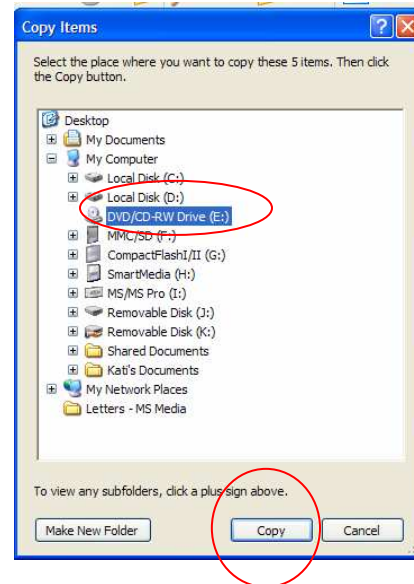 Copy Items
Select the place where you want to copy these 5 items. Then click
the Copy button.
Desktop
My Documents
My Computer
Local Disk (C:)
Local Disk (D:)
DVD/CD-RW Drive (E:)
MMC/SD (F:)
CompactFlashI/II (G:)
SmartMedia (H:)
MS/MS Pro (I:)
Removable Disk (J:)
Removable Disk (K:)
Shared Documents
Kati's Documents
My Network Places
Letters - MS Media
To view any subfolders, click a plus sign above.
Make New Folder
Copy
Cancel